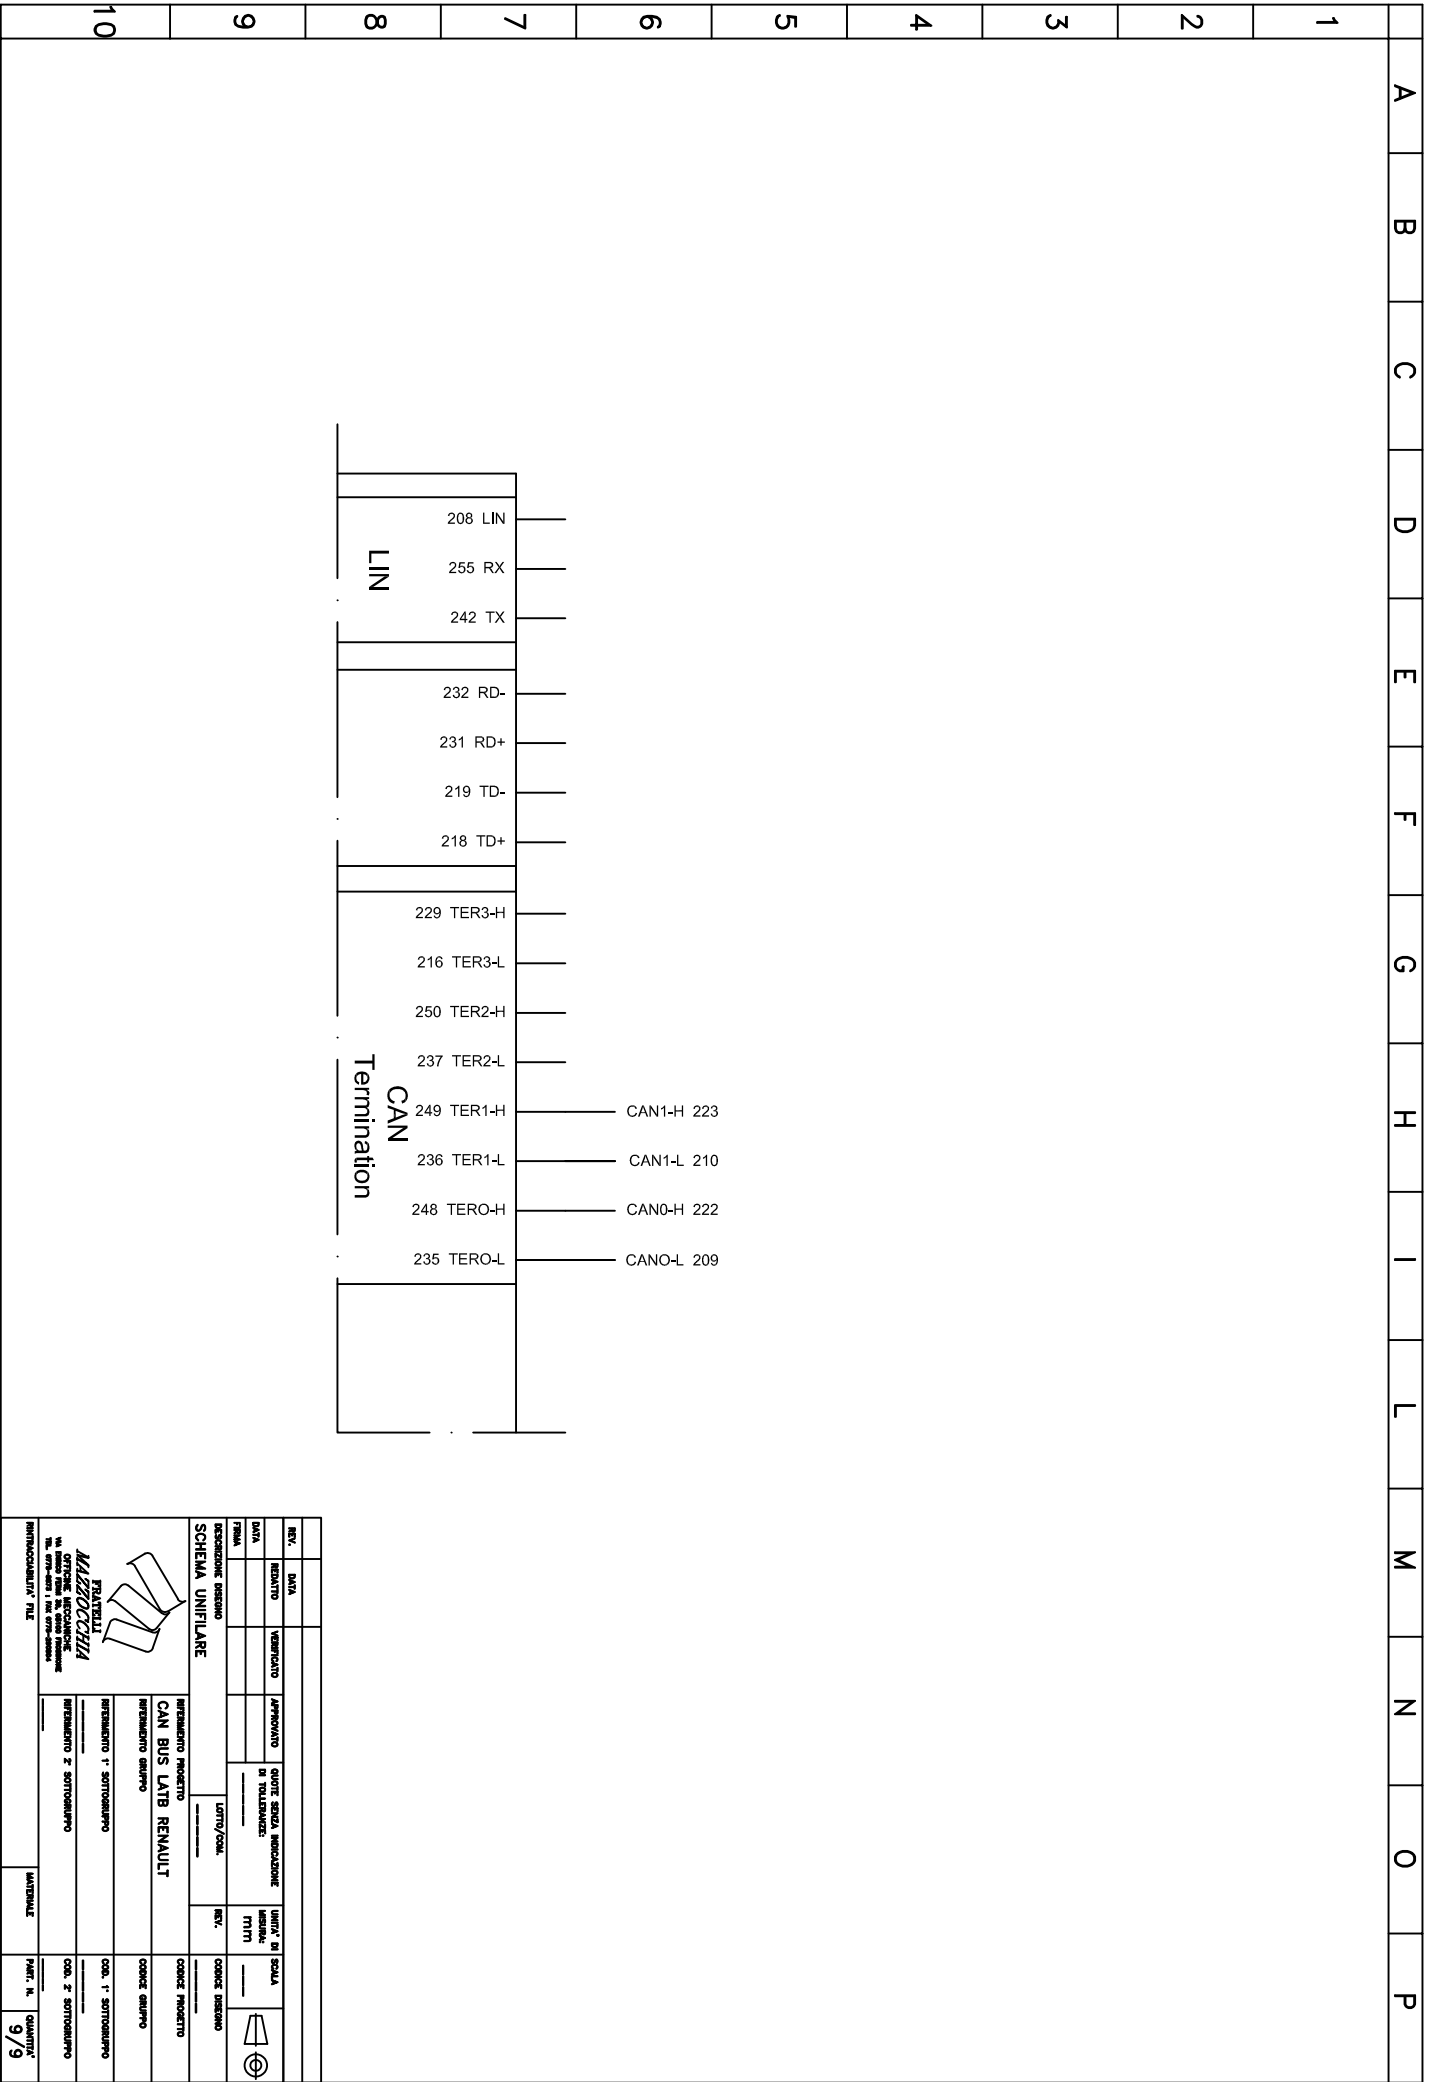 A
B
C
D
E
F
G
H
I
L
M
N
O
P
1
2
3
4
5
6
7
8
9
10
208 LIN
255 RX
242 TX
LIN
232 RD-
231 RD+
219 TD-
218 TD+
229 TER3-H
216 TER3-L
250 TER2-H
237 TER2-L
249 TER1-H
236 TER1-L
248 TERO-H
235 TERO-L
CAN
Termination
CAN1-H 223
CAN1-L 210
CAN0-H 222
CANO-L 209
REV.
DATA
REDATTO
VERIFICATO
APPROVATO
DATA
FIRMA
QUOTE SENZA INDICAZIONE
DI TOLLERANZE:
UNITA' DI
MISURA:
mm
SCALA
DESCRIZIONE DISEGNO
SCHEMA UNIFILARE
LOTTO/COM.
REV.
CODICE DISEGNO
RIFERIMENTO PROGETTO
CAN BUS LATB RENAULT
CODICE PROGETTO
RIFERIMENTO GRUPPO
CODICE GRUPPO
RIFERIMENTO 1° SOTTOGRUPPO
COD. 1° SOTTOGRUPPO
RIFERIMENTO 2° SOTTOGRUPPO
COD. 2° SOTTOGRUPPO
FRATELLI
MAZZOCCHIA
OFFICINE MECCANICHE
RINTRACCIABILITA' FILE
MATERIALE
PART. N.
QUANTITA'
9/9